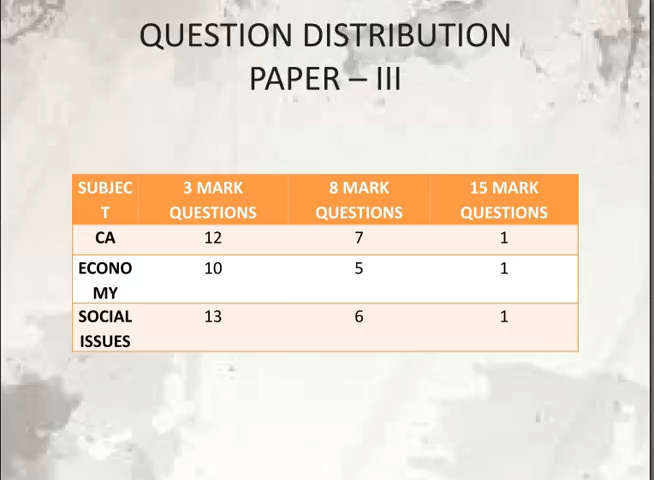 QUESTION DISTRIBUTION
PAPER – III
SUBJEC
T
3 MARK
QUESTIONS
8 MARK
QUESTIONS
15 MARK
QUESTIONS
CA 12 7 1
ECONO
MY
10 5 1
SOCIAL
ISSUES
13 6 1